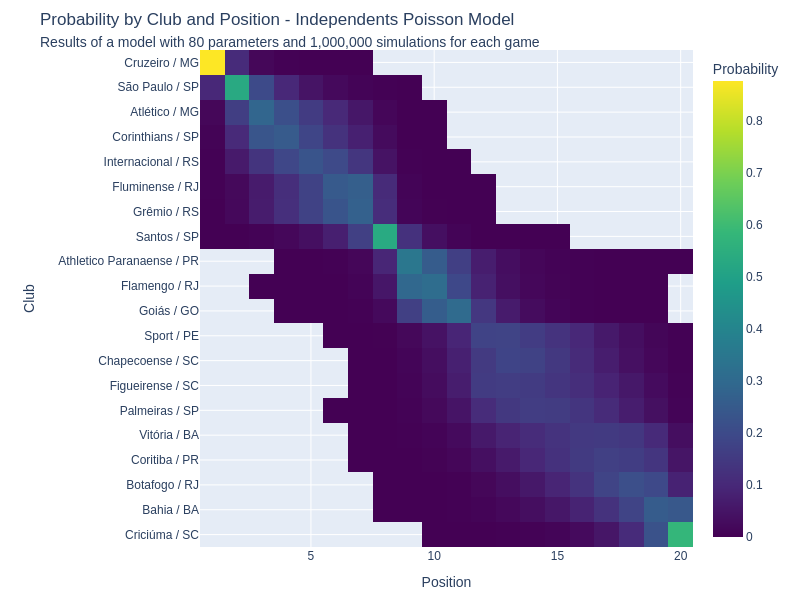 Probability by Club and Position - Independents Poisson Model
Results of a model with 80 parameters and 1,000,000 simulations for each game
Probability
Club
Cruzeiro / MG
São Paulo / SP
Atlético / MG
Corinthians / SP
Internacional / RS
Fluminense / RJ
Grêmio / RS
Santos / SP
Athletico Paranaense / PR
Flamengo / RJ
Goiás / GO
Sport / PE
Chapecoense / SC
Figueirense / SC
Palmeiras / SP
Vitória / BA
Coritiba / PR
Botafogo / RJ
Bahia / BA
Criciúma / SC
5 10 15 20
Position
0.8
0.7
0.6
0.5
0.4
0.3
0.2
0.1
0